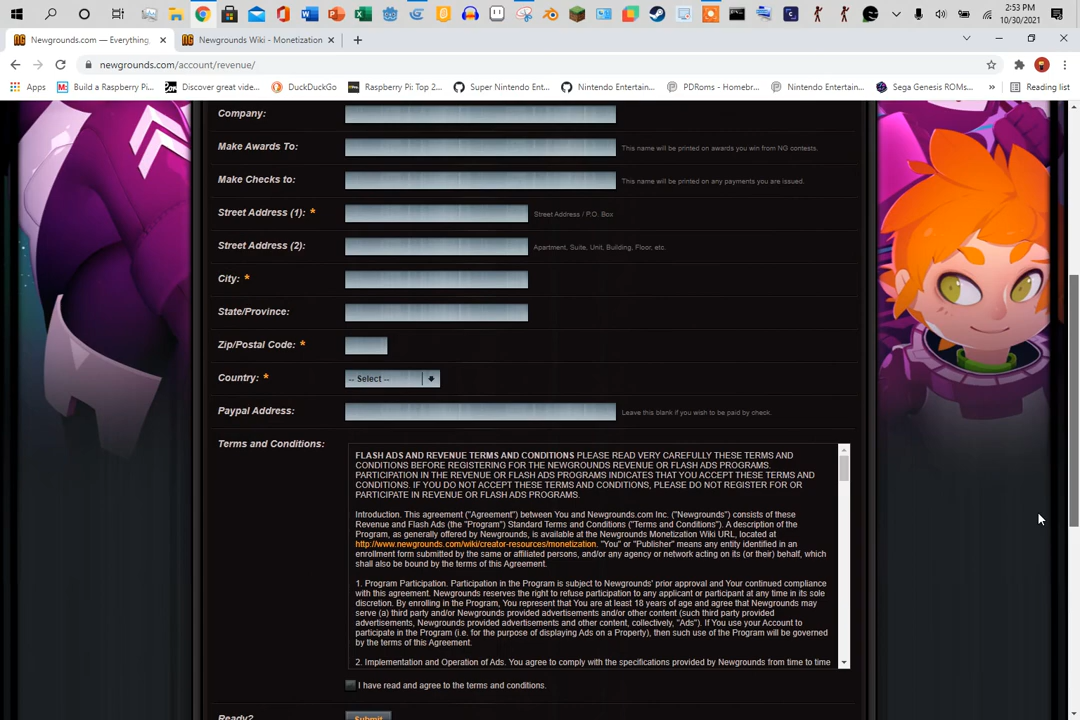 2:53 PM
10/30/2021
Newgrounds.com — Everything,
Newgrounds Wiki - Monetization
newgrounds.com/account/revenue/
Apps
Build a Raspberry Pi...
Discover great vide...
DuckDuckGo
Raspberry Pi: Top 2...
Super Nintendo Ent...
Nintendo Entertain...
PDRoms - Homebr...
Nintendo Entertain...
Sega Genesis ROMs...
»
Reading list
Company:
Make Awards To:
This name will be printed on awards you win from NG contests.
Make Checks to:
This name will be printed on any payments you are issued.
Street Address (1): *
Street Address / P.O. Box
Street Address (2):
Apartment, Suite, Unit, Building, Floor, etc.
City: *
State/Province:
Zip/Postal Code: *
Country: *
-- Select --
Paypal Address:
Leave this blank if you wish to be paid by check.
Terms and Conditions:
FLASH ADS AND REVENUE TERMS AND CONDITIONS PLEASE READ VERY CAREFULLY THESE TERMS AND
CONDITIONS BEFORE REGISTERING FOR THE NEWGROUNDS REVENUE OR FLASH ADS PROGRAMS.
PARTICIPATION IN THE REVENUE OR FLASH ADS PROGRAMS INDICATES THAT YOU ACCEPT THESE TERMS AND
CONDITIONS. IF YOU DO NOT ACCEPT THESE TERMS AND CONDITIONS, PLEASE DO NOT REGISTER FOR OR
PARTICIPATE IN REVENUE OR FLASH ADS PROGRAMS.
Introduction. This agreement ("Agreement") between You and Newgrounds.com Inc. ("Newgrounds") consists of these
Revenue and Flash Ads (the "Program") Standard Terms and Conditions ("Terms and Conditions"). A description of the
Program, as generally offered by Newgrounds, is available at the Newgrounds Monetization Wiki URL, located at
http://www.newgrounds.com/wiki/creator-resources/monetization. "You" or "Publisher" means any entity identified in an
enrollment form submitted by the same or affiliated persons, and/or any agency or network acting on its (or their) behalf, which
shall also be bound by the terms of this Agreement.
1. Program Participation. Participation in the Program is subject to Newgrounds' prior approval and Your continued compliance
with this agreement. Newgrounds reserves the right to refuse participation to any applicant or participant at any time in its sole
discretion. By enrolling in the Program, You represent that You are at least 18 years of age and agree that Newgrounds may
serve (a) third party and/or Newgrounds provided advertisements and/or other content (such third party provided
advertisements, Newgrounds provided advertisements and other content, collectively, "Ads"). If You use your Account to
participate in the Program (i.e. for the purpose of displaying Ads on a Property), then such use of the Program will be governed
by the terms of this Agreement.
2. Implementation and Operation of Ads. You agree to comply with the specifications provided by Newgrounds from time to time
I have read and agree to the terms and conditions.
Ready?
Submit